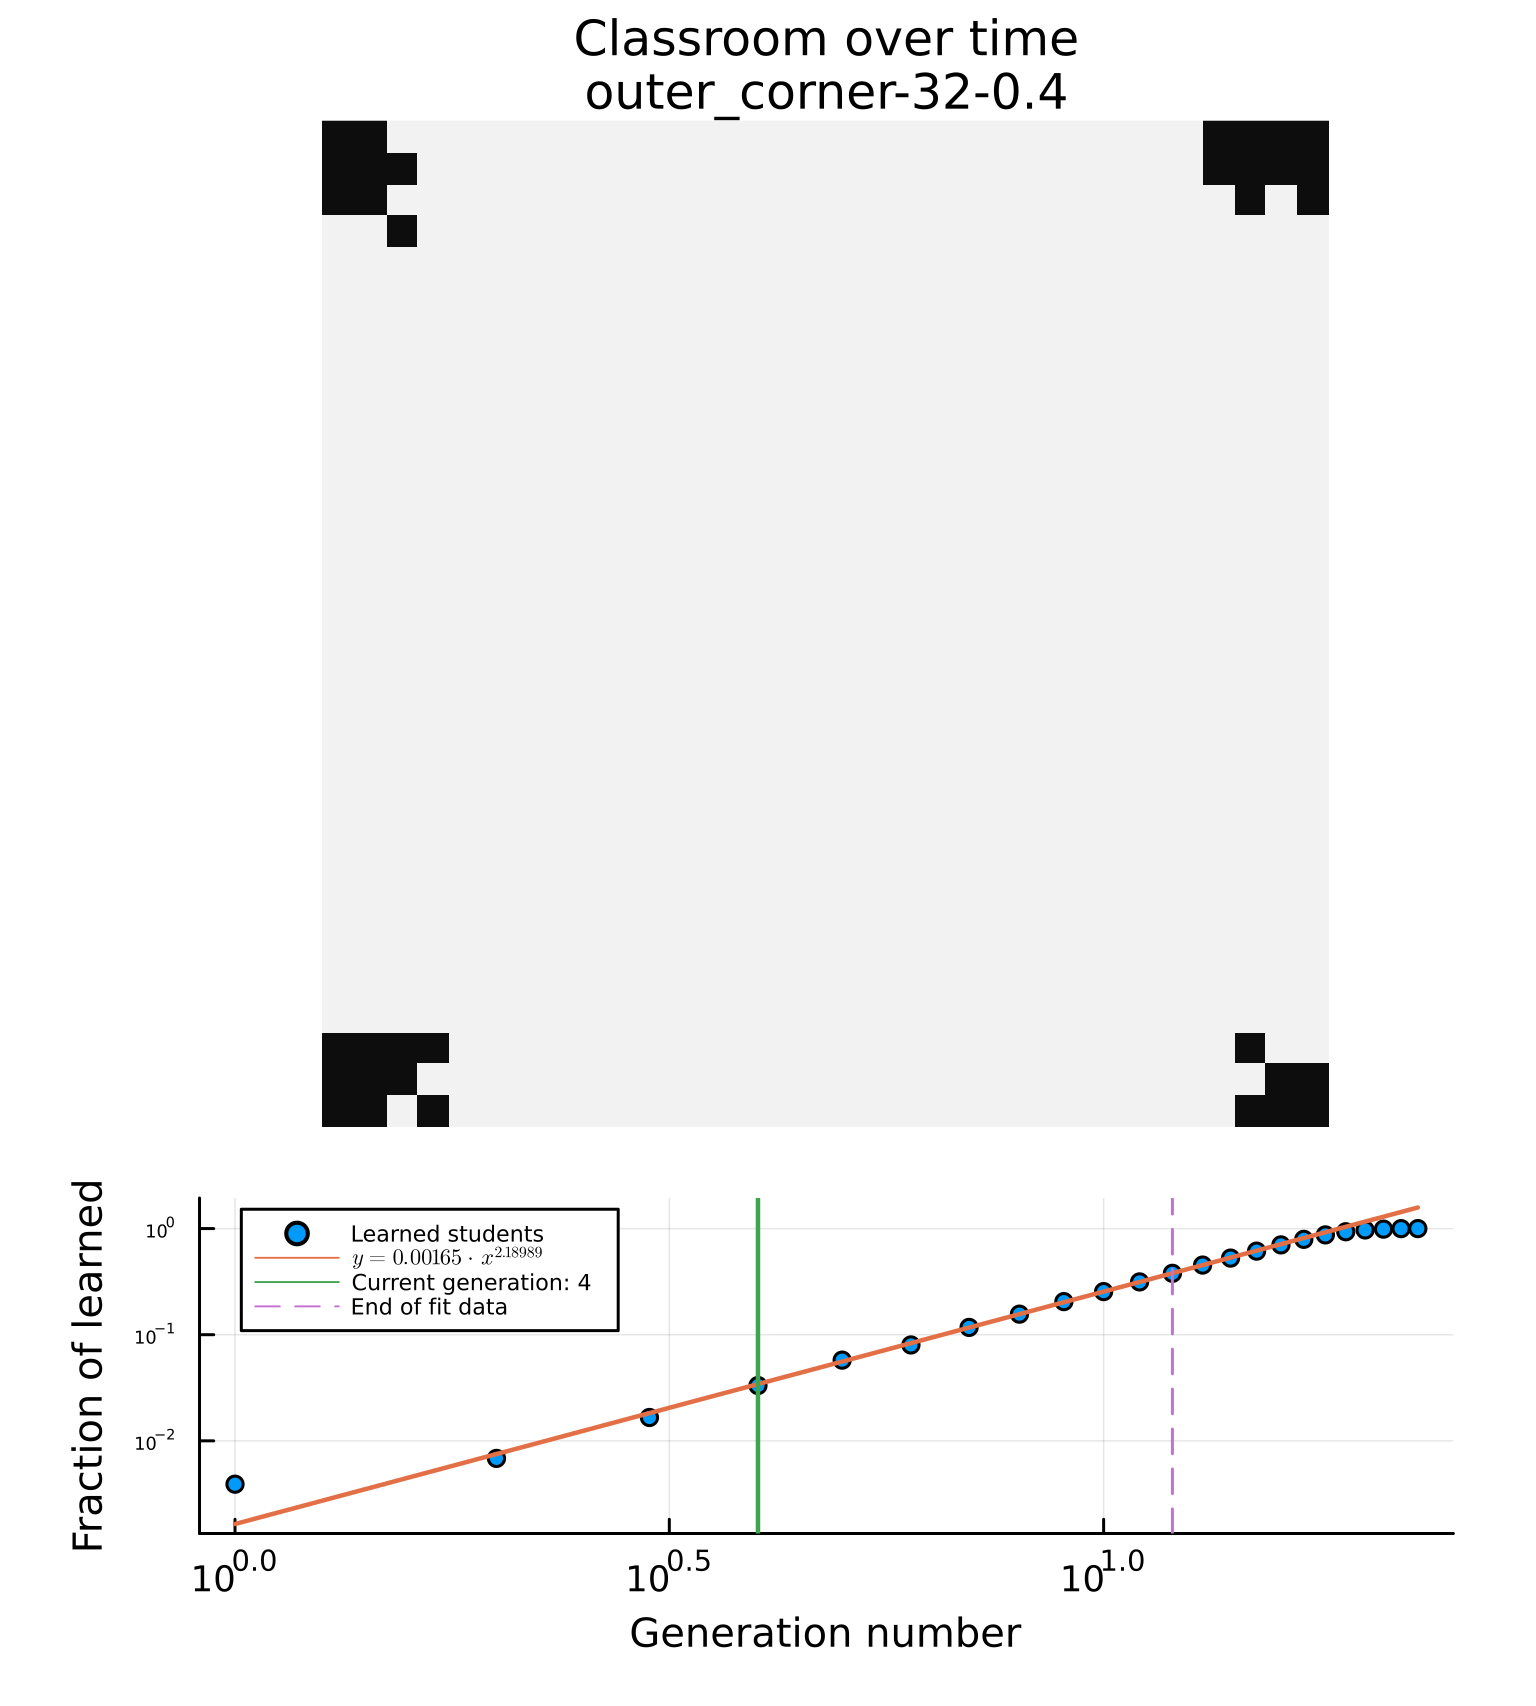 Classroom over time
outer_corner-32-0.4
Fraction of learned
10^0
10^-1
10^-2
Learned students
y = 0.00165 · x^2.18989
Current generation: 4
End of fit data
10^0.0 10^0.5 10^1.0
Generation number